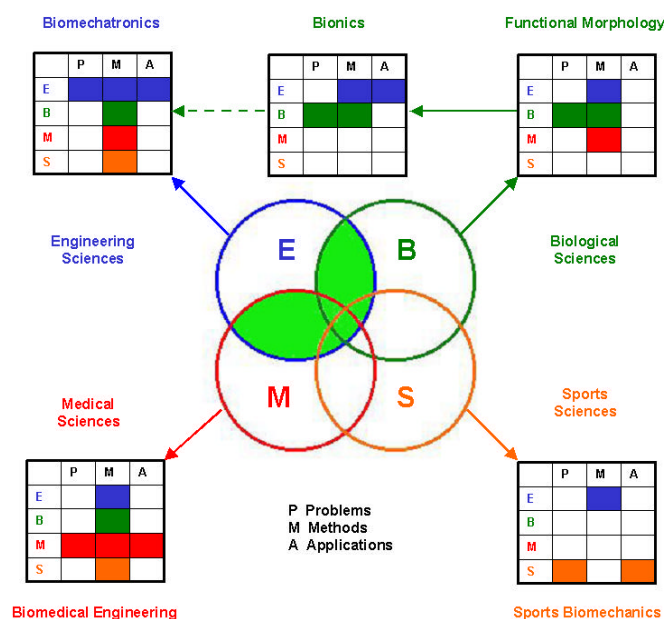 Biomechatronics
Bionics
Functional Morphology
P M A
E
B
M
S
P M A
E
B
M
S
P M A
E
B
M
S
Engineering
Sciences
E
B
Biological
Sciences
Medical
Sciences
M
S
Sports
Sciences
P M A
E
B
M
S
P Problems
M Methods
A Applications
P M A
E
B
M
S
Biomedical Engineering
Sports Biomechanics